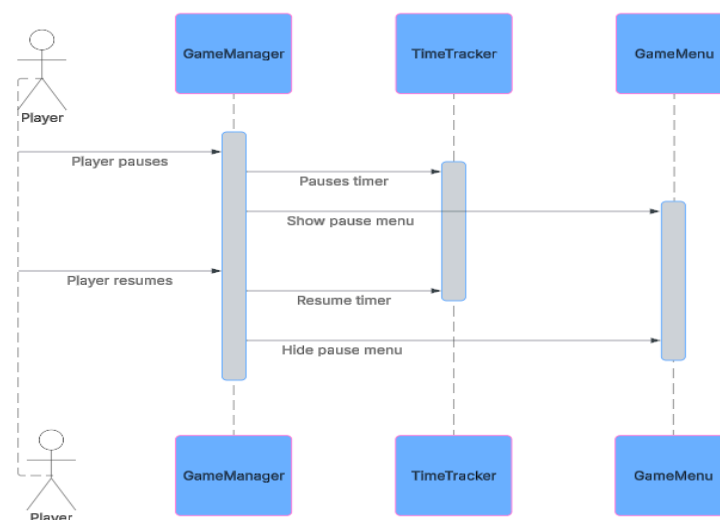 GameManager
TimeTracker
GameMenu
Player
Player pauses
Pauses timer
Show pause menu
Player resumes
Resume timer
Hide pause menu
GameManager
TimeTracker
GameMenu
Player